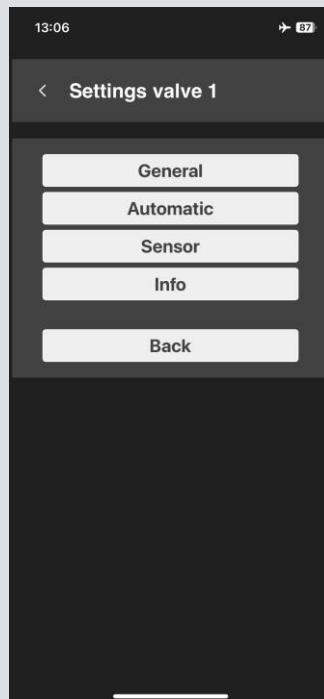 13:06
87
Settings valve 1
General
Automatic
Sensor
Info
Back